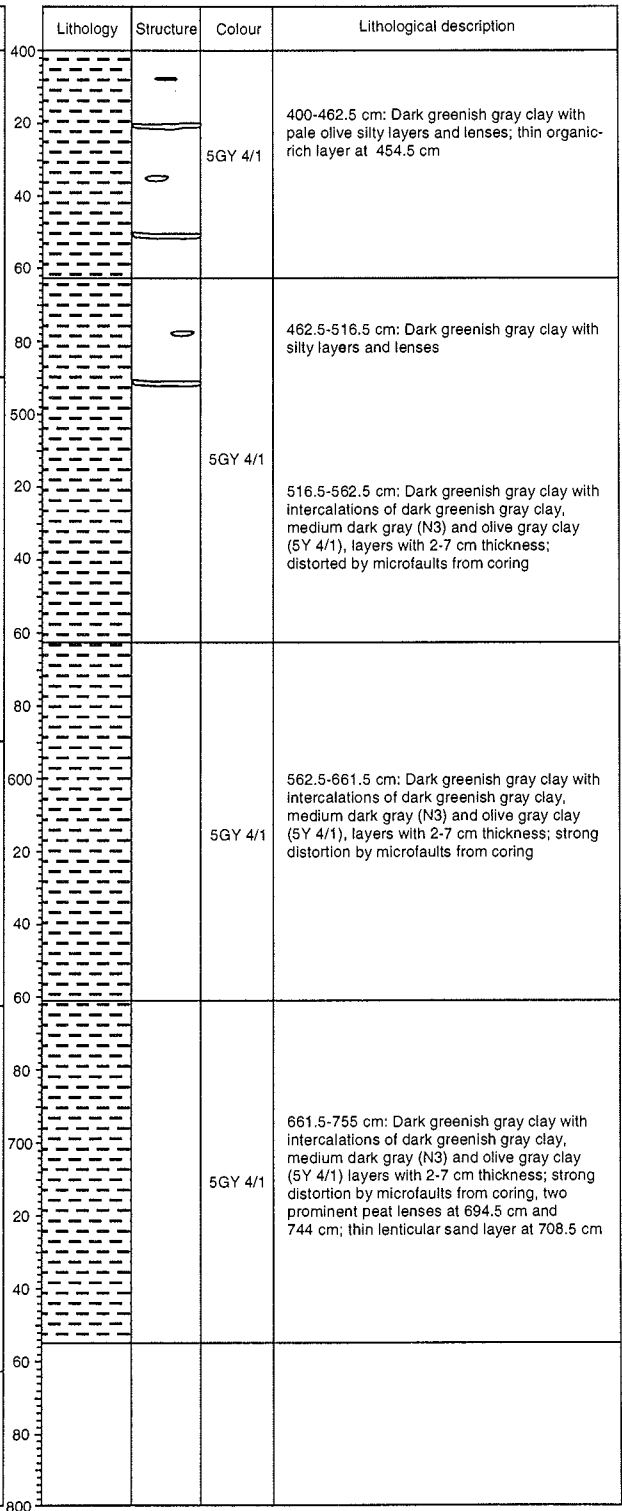 Lithology Structure Colour Lithological description
400
20
40
60
80
500
20
40
60
80
600
20
40
60
80
700
20
40
60
80
800
5GY 4/1
400-462.5 cm: Dark greenish gray clay with
pale olive silty layers and lenses; thin organic-
rich layer at 454.5 cm
462.5-516.5 cm: Dark greenish gray clay with
silty layers and lenses
5GY 4/1
516.5-562.5 cm: Dark greenish gray clay with
intercalations of dark greenish gray clay,
medium dark gray (N3) and olive gray clay
(5Y 4/1), layers with 2-7 cm thickness;
distorted by microfaults from coring
5GY 4/1
562.5-661.5 cm: Dark greenish gray clay with
intercalations of dark greenish gray clay,
medium dark gray (N3) and olive gray clay
(5Y 4/1), layers with 2-7 cm thickness; strong
distortion by microfaults from coring
5GY 4/1
661.5-755 cm: Dark greenish gray clay with
intercalations of dark greenish gray clay,
medium dark gray (N3) and olive gray clay
(5Y 4/1) layers with 2-7 cm thickness; strong
distortion by microfaults from coring, two
prominent peat lenses at 694.5 cm and
744 cm; thin lenticular sand layer at 708.5 cm